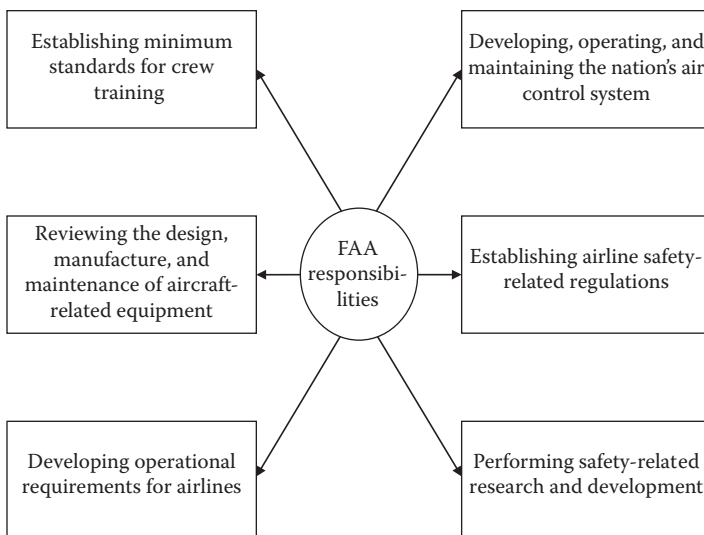 Establishing minimum
standards for crew
training
Developing, operating, and
maintaining the nation's air
control system
Reviewing the design,
manufacture, and
maintenance of aircraft-
related equipment
FAA
responsibi-
lities
Establishing airline safety-
related regulations
Developing operational
requirements for airlines
Performing safety-related
research and development